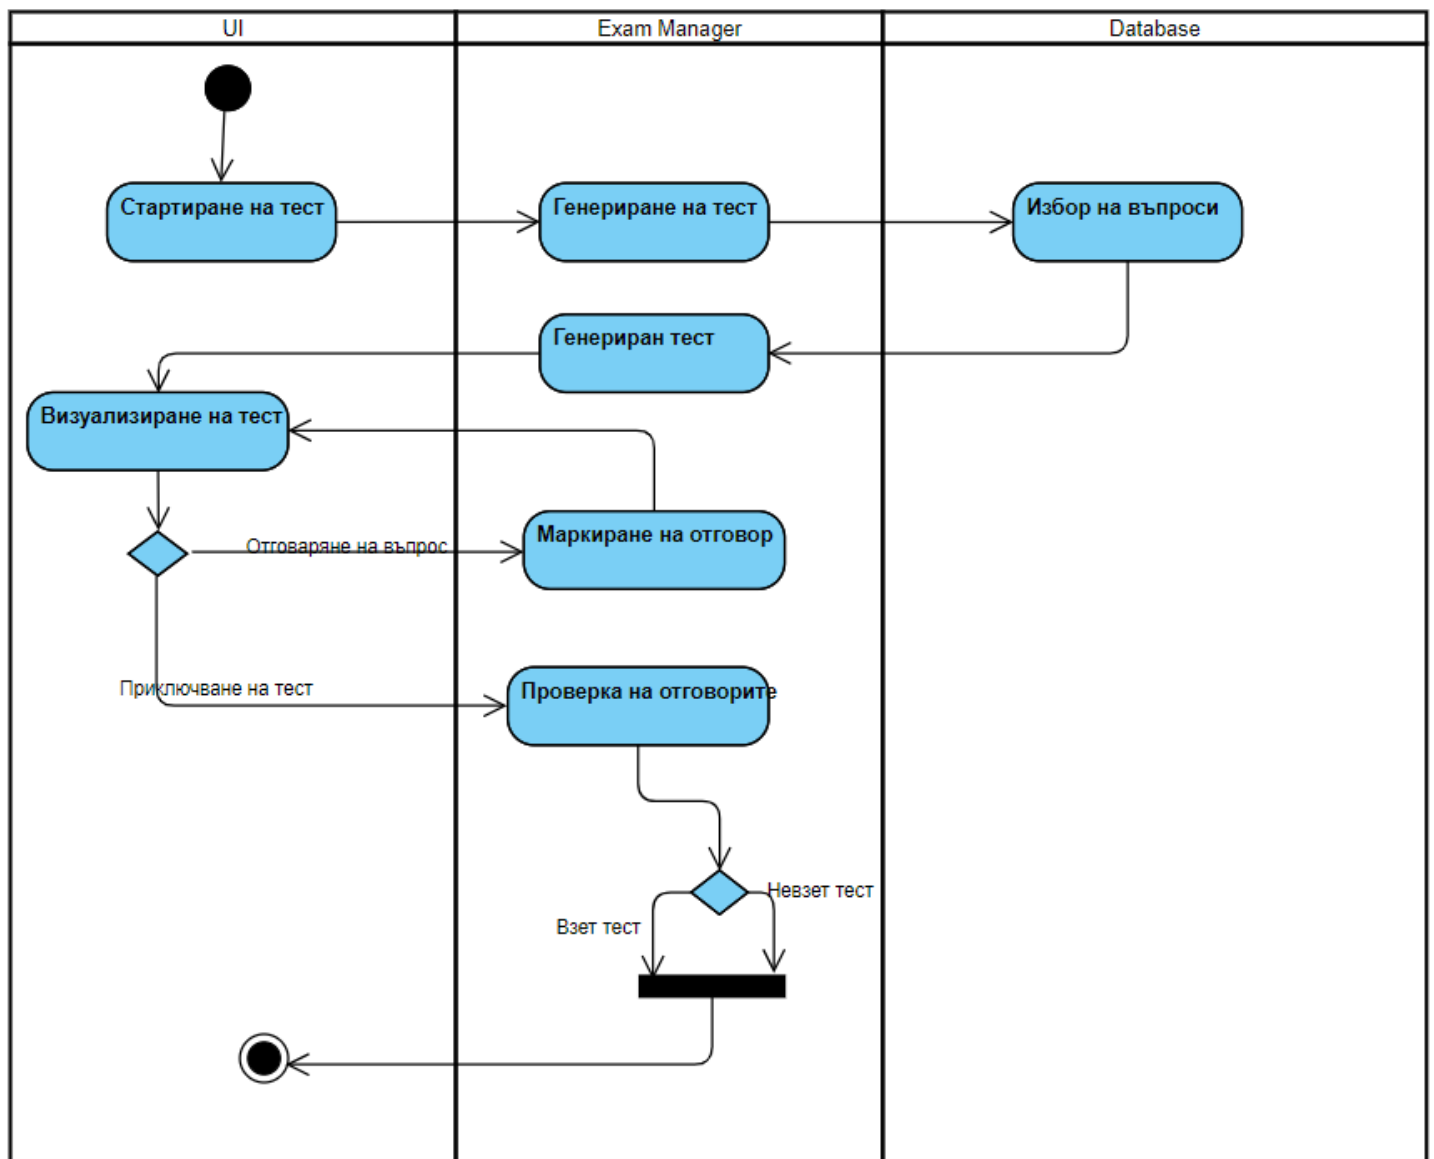 UI
Exam Manager
Database
Стартиране на тест
Генериране на тест
Избор на въпроси
Генериран тест
Визуализиране на тест
Отговаряне на въпрос
Маркиране на отговор
Приключване на тест
Проверка на отговорите
Невзет тест
Взет тест